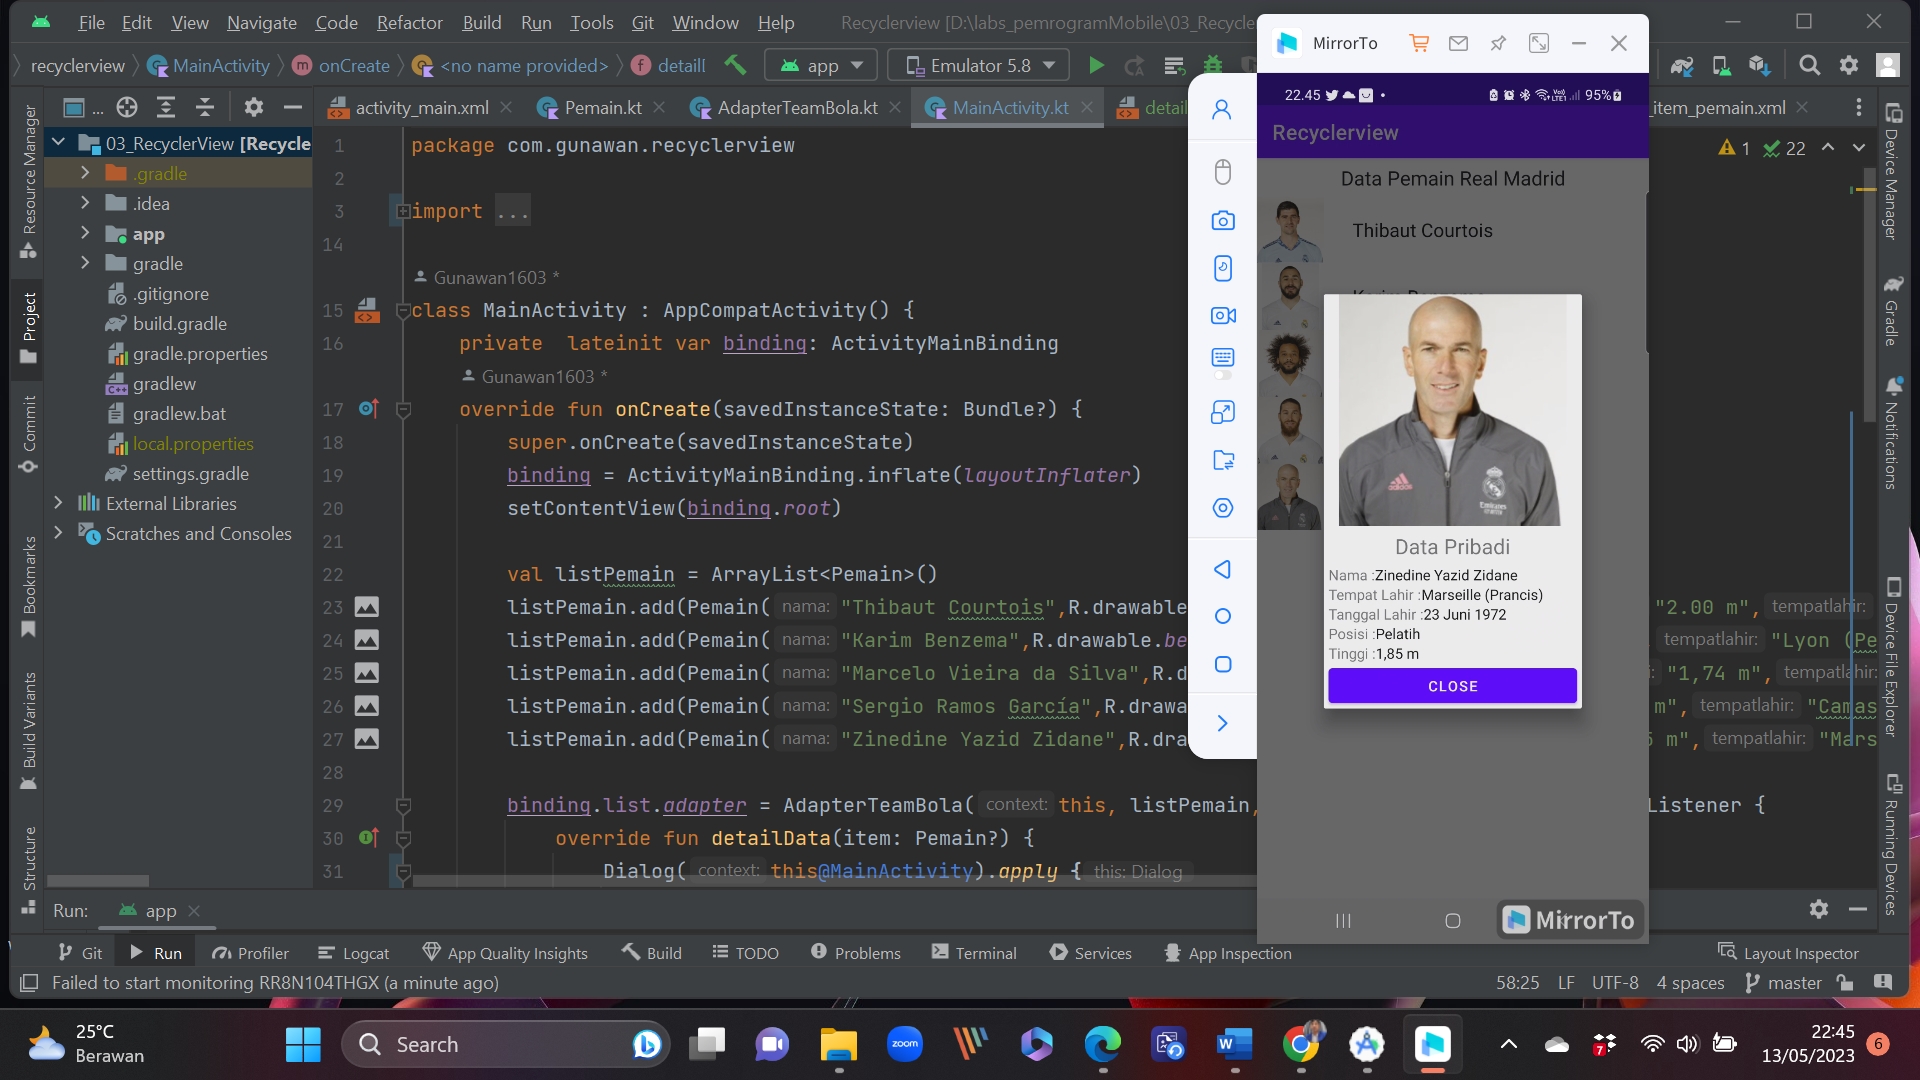 File Edit View Navigate Code Refactor Build Run Tools Git Window Help Recyclerview [D:\labs_pemrogramMobile\03_Recycle
recyclerview MainActivity onCreate <no name provided> detaill app Emulator 5.8
... activity_main.xml Pemain.kt AdapterTeamBola.kt MainActivity.kt detail _item_pemain.xml
Resource Manager
Project
Commit
Bookmarks
Build Variants
Structure
03_RecyclerView [Recycle
.gradle
.idea
app
gradle
.gitignore
build.gradle
gradle.properties
gradlew
gradlew.bat
local.properties
settings.gradle
External Libraries
Scratches and Consoles
1 22
1 package com.gunawan.recyclerview
2
3 import ...
14
Gunawan1603 *
15 class MainActivity : AppCompatActivity() {
16 private lateinit var binding: ActivityMainBinding
Gunawan1603 *
17 override fun onCreate(savedInstanceState: Bundle?) {
18 super.onCreate(savedInstanceState)
19 binding = ActivityMainBinding.inflate(layoutInflater)
20 setContentView(binding.root)
21
22 val listPemain = ArrayList<Pemain>()
23 listPemain.add(Pemain( nama: "Thibaut Courtois",R.drawable "2.00 m", tempatlahir:
24 listPemain.add(Pemain( nama: "Karim Benzema",R.drawable.be tempatlahir: "Lyon (Pe
25 listPemain.add(Pemain( nama: "Marcelo Vieira da Silva",R.d "1,74 m", tempatlahir:
26 listPemain.add(Pemain( nama: "Sergio Ramos García",R.drawa m", tempatlahir: "Camas
27 listPemain.add(Pemain( nama: "Zinedine Yazid Zidane",R.dra m", tempatlahir: "Mars
28
29 binding.list.adapter = AdapterTeamBola( context: this, listPemain, Listener {
30 override fun detailData(item: Pemain?) {
31 Dialog( context: this@MainActivity).apply { this: Dialog
MirrorTo
22.45 95%
Recyclerview
Data Pemain Real Madrid
Thibaut Courtois
Data Pribadi
Nama :Zinedine Yazid Zidane
Tempat Lahir :Marseille (Prancis)
Tanggal Lahir :23 Juni 1972
Posisi :Pelatih
Tinggi :1,85 m
CLOSE
MirrorTo
Device Manager
Gradle
Notifications
Device File Explorer
Running Devices
Run: app
Git Run Profiler Logcat App Quality Insights Build TODO Problems Terminal Services App Inspection Layout Inspector
Failed to start monitoring RR8N104THGX (a minute ago) 58:25 LF UTF-8 4 spaces master
25°C
Berawan
Search
zoom
7
22:45
13/05/2023
6